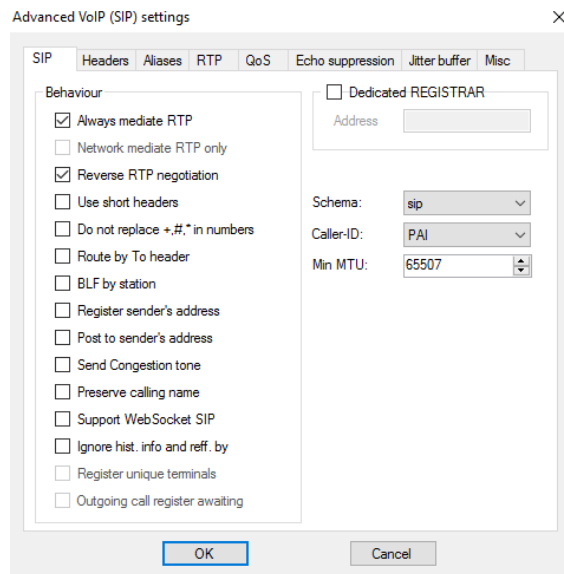 Advanced VoIP (SIP) settings
SIP Headers Aliases RTP QoS Echo suppression Jitter buffer Misc
Behaviour
Always mediate RTP
Network mediate RTP only
Reverse RTP negotiation
Use short headers
Do not replace +,#,* in numbers
Route by To header
BLF by station
Register sender's address
Post to sender's address
Send Congestion tone
Preserve calling name
Support WebSocket SIP
Ignore hist. info and reff. by
Register unique terminals
Outgoing call register awaiting
Dedicated REGISTRAR
Address
Schema: sip
Caller-ID: PAI
Min MTU: 65507
OK Cancel